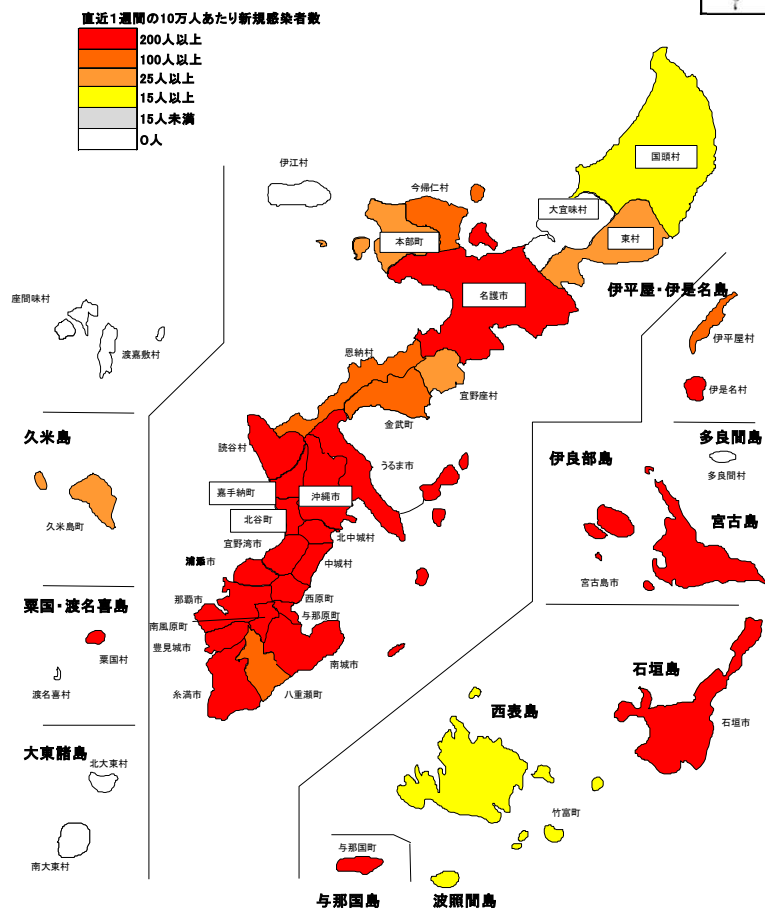 直近1週間の10万人あたり新規感染者数
200人以上
100人以上
25人以上
15人以上
15人未満
0人
国頭村
伊江村
今帰仁村
大宜味村
本部町
東村
名護市
伊平屋・伊是名島
座間味村
渡嘉敷村
伊平屋村
恩納村
伊是名村
宜野座村
金武町
久米島
読谷村
多良間島
多良間村
うるま市
伊良部島
嘉手納町
沖縄市
久米島町
北谷町
宮古島
宜野湾市
北中城村
浦添市
中城村
宮古島市
那覇市
西原町
粟国・渡名喜島
与那原町
南風原町
豊見城市
粟国村
南城市
石垣島
渡名喜村
糸満市
八重瀬町
西表島
石垣市
大東諸島
北大東村
竹富町
与那国町
南大東村
与那国島
波照間島